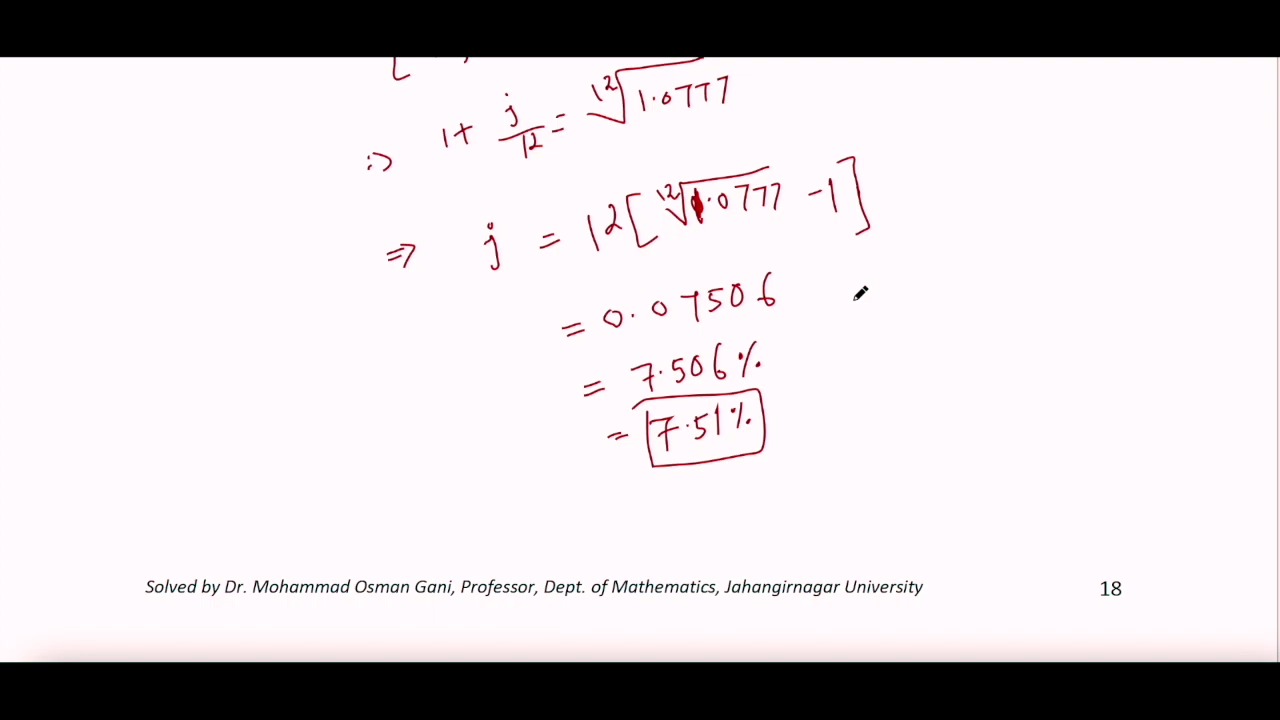 ∴) 1 + j/12 = ¹²√1.0777
⇒ j = 12[¹²√1.0777 - 1]
= 0.07506
= 7.506%
= 7.51%
Solved by Dr. Mohammad Osman Gani, Professor, Dept. of Mathematics, Jahangirnagar University 18